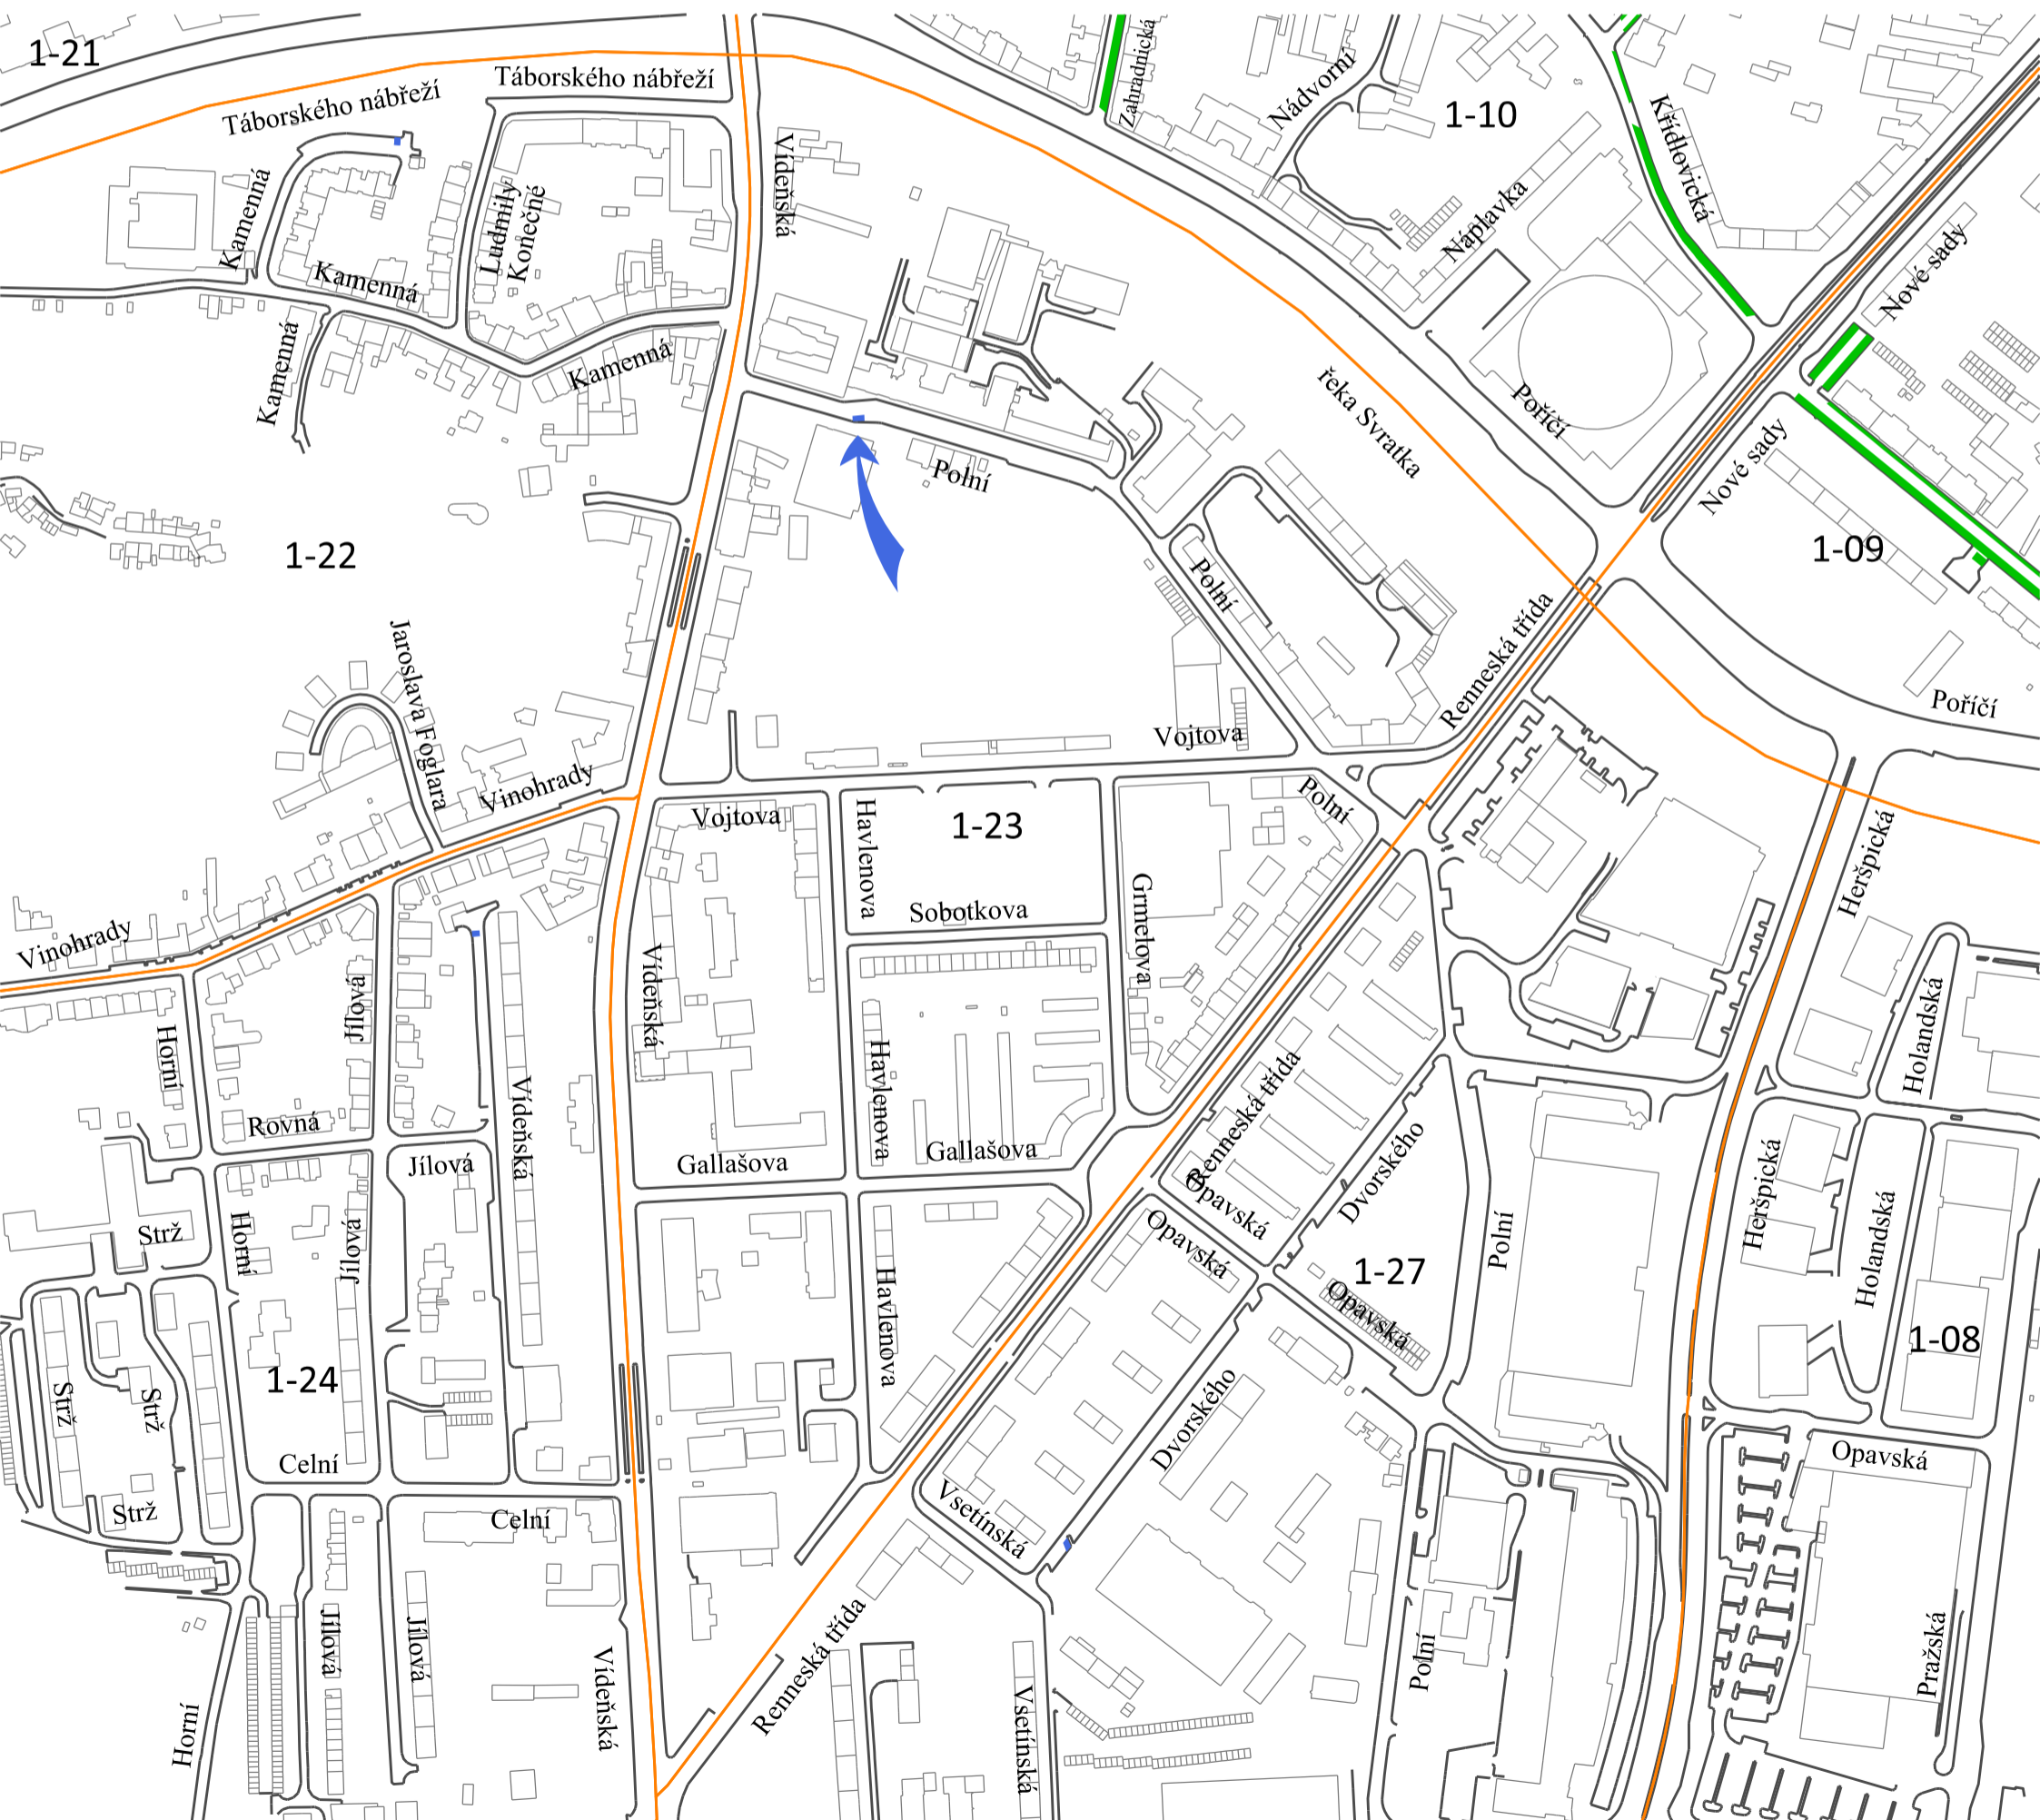 1-21
Táborského nábřeží
Táborského nábřeží
Zahradnická
Nádvorní
1-10
Křídlovická
Vídeňská
Kamenná
Ludmily
Konečné
Náplavka
Nové sady
Kamenná
Kamenná
Kamenná
řeka Svratka
Poříčí
Nové sady
Polní
1-22
1-09
Polní
Jaroslava Foglara
Renneská třída
Poříčí
Vojtova
Vinohrady
Vojtova
Havlenova
1-23
Polní
Heršpická
Sobotkova
Grmelova
Vinohrady
Vídeňská
Jílová
Holandská
Horní
Havlenova
Renneská třída
Vídeňská
Rovná
Dvorského
Jílová
Gallašova
Gallašova
Opavská
Heršpická
Strž
Horní
Jílová
Opavská
Polní
Holandská
1-27
Havlenova
Opavská
1-08
1-24
Strž
Strž
Dvorského
Celní
Opavská
Strž
Celní
Vsetínská
Jílová
Jílová
Renneská třída
Vídeňská
Polní
Pražská
Horní
Vsetínská